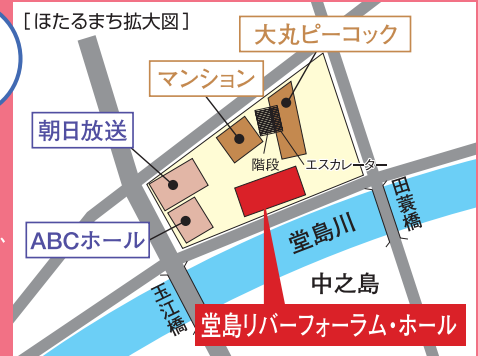 [ほたるまち拡大図]
大丸ピーコック
マンション
朝日放送
階段
エスカレーター
ABCホール
堂島川
田蓑橋
中之島
玉江橋
堂島リバーフォーラム・ホール